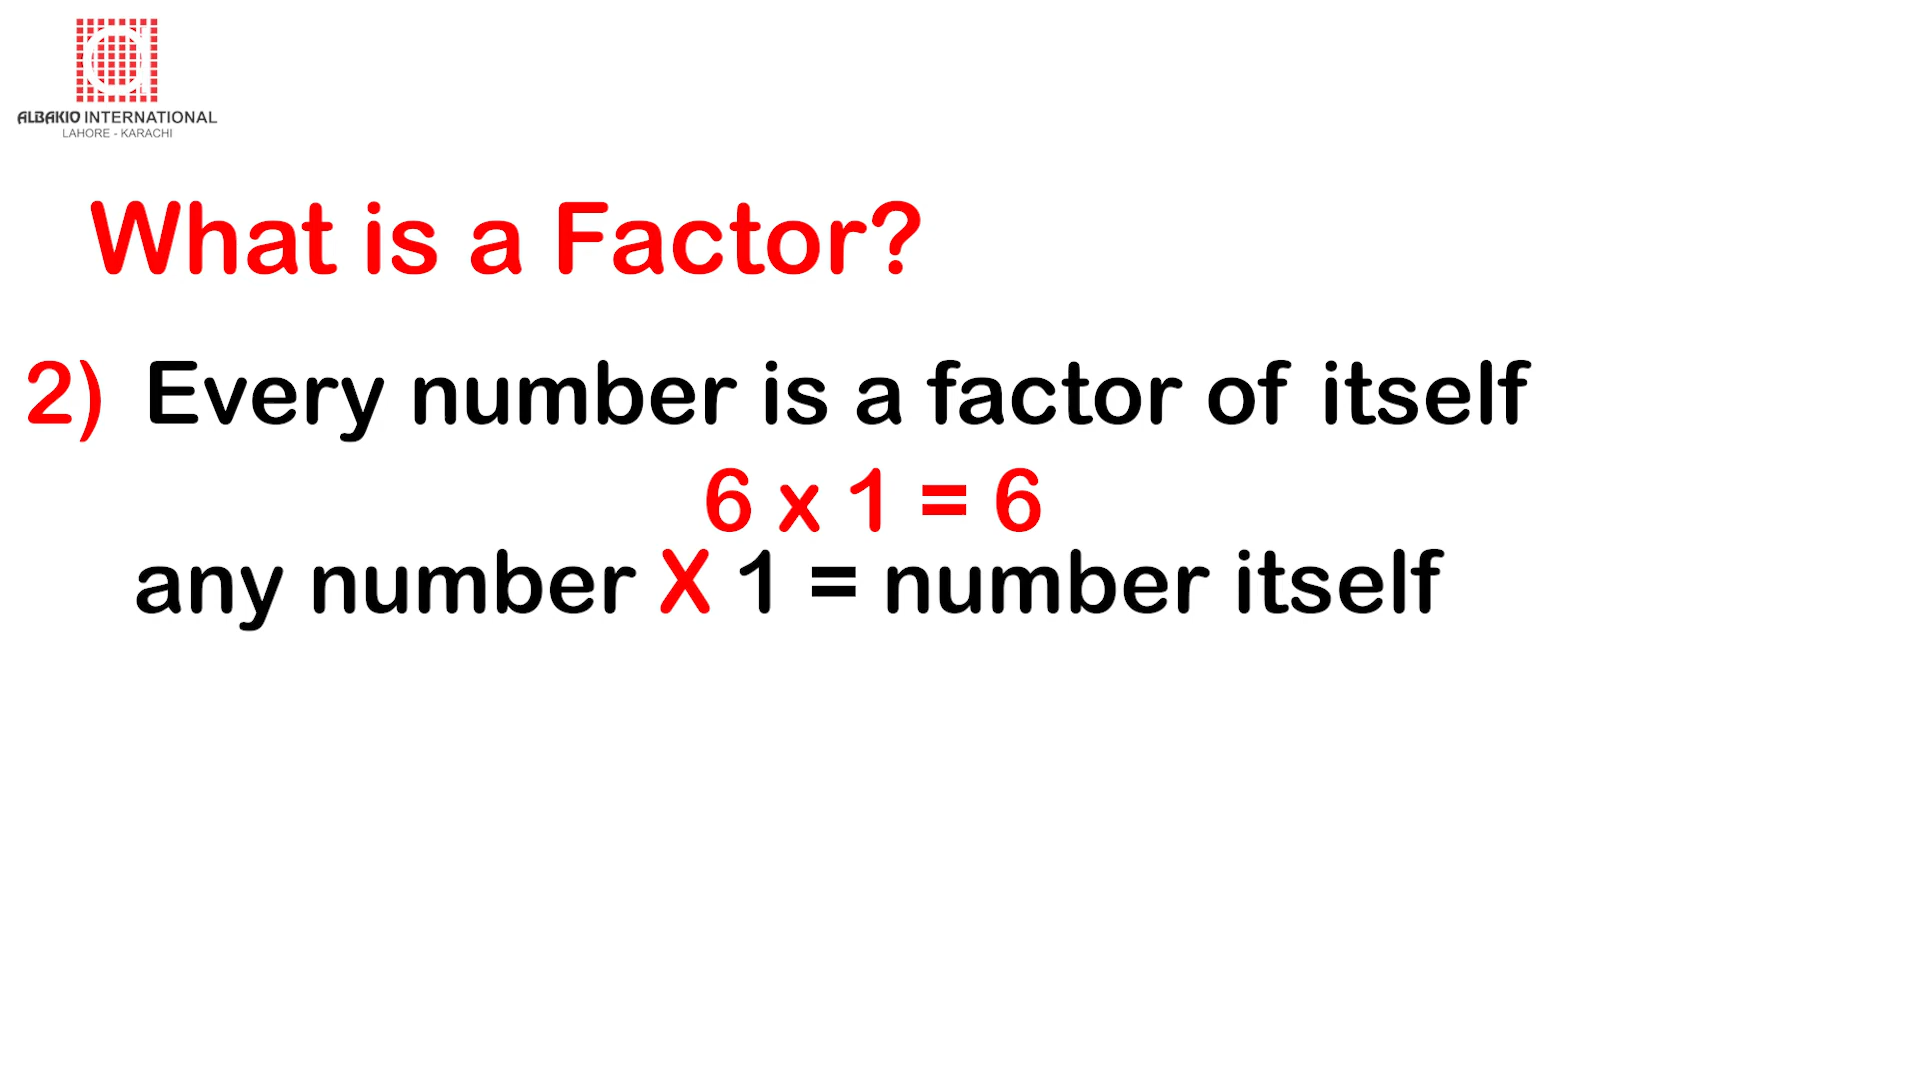 ALBAKIO INTERNATIONAL
LAHORE - KARACHI
What is a Factor?
2) Every number is a factor of itself
6 x 1 = 6
any number X 1 = number itself